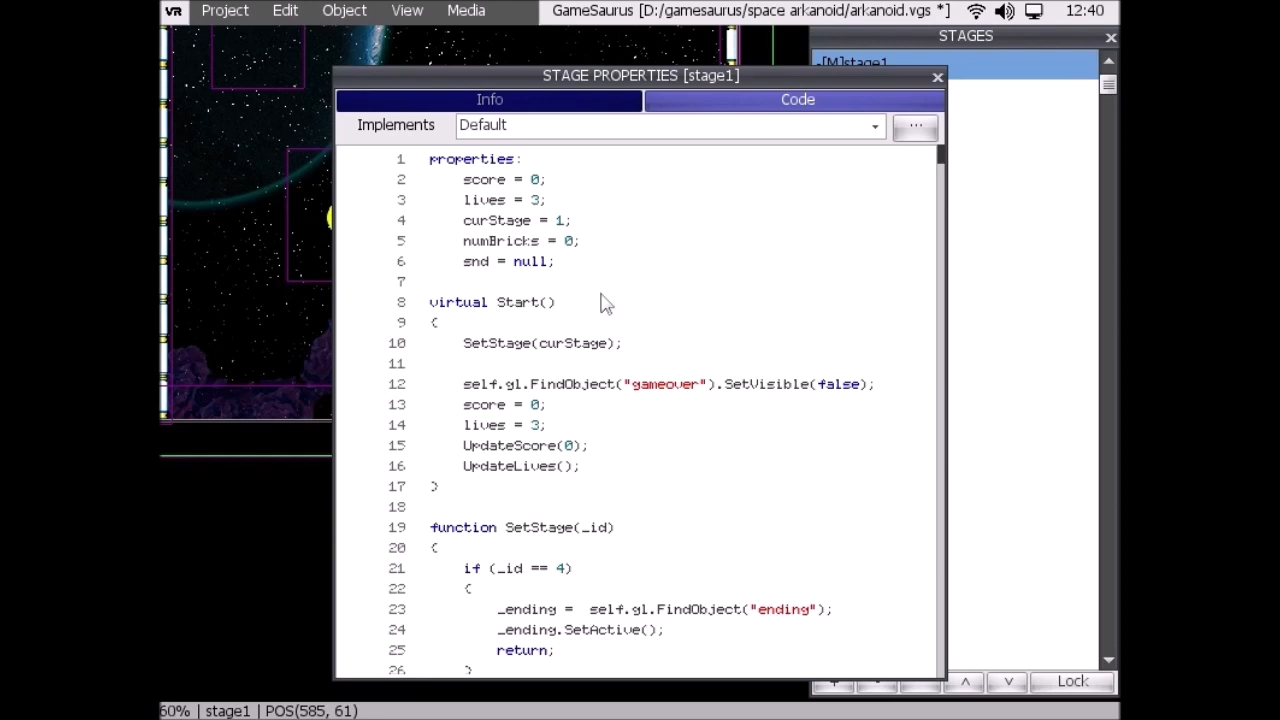 VR Project Edit Object View Media GameSaurus [D:/gamesaurus/space arkanoid/arkanoid.vgs *] 12:40
STAGES
-[M]stage1
STAGE PROPERTIES [stage1]
Info Code
Implements Default ...
1 properties:
2 score = 0;
3 lives = 3;
4 curStage = 1;
5 numBricks = 0;
6 snd = null;
7
8 virtual Start()
9 {
10 SetStage(curStage);
11
12 self.gl.FindObject("gameover").SetVisible(false);
13 score = 0;
14 lives = 3;
15 UpdateScore(0);
16 UpdateLives();
17 }
18
19 function SetStage(_id)
20 {
21 if (_id == 4)
22 {
23 _ending = self.gl.FindObject("ending");
24 _ending.SetActive();
25 return;
26 }
Lock
60% | stage1 | POS(585, 61)